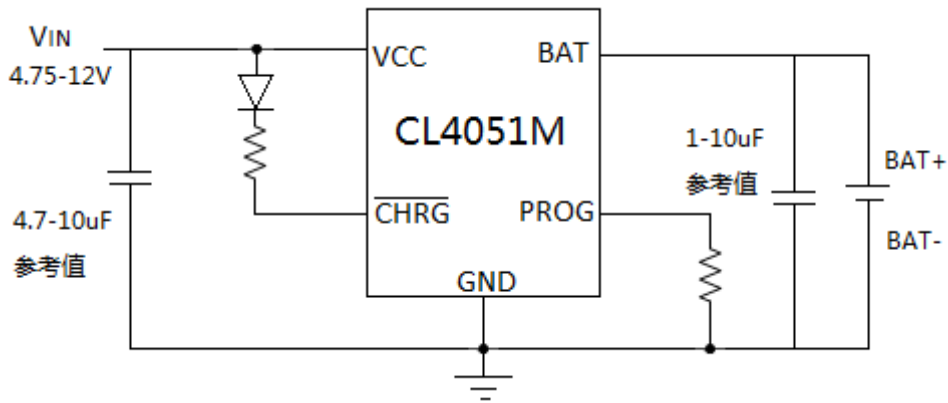 VIN
4.75-12V
VCC
BAT
CL4051M
1-10uF
参考值
BAT+
4.7-10uF
参考值
CHRG
PROG
BAT-
GND